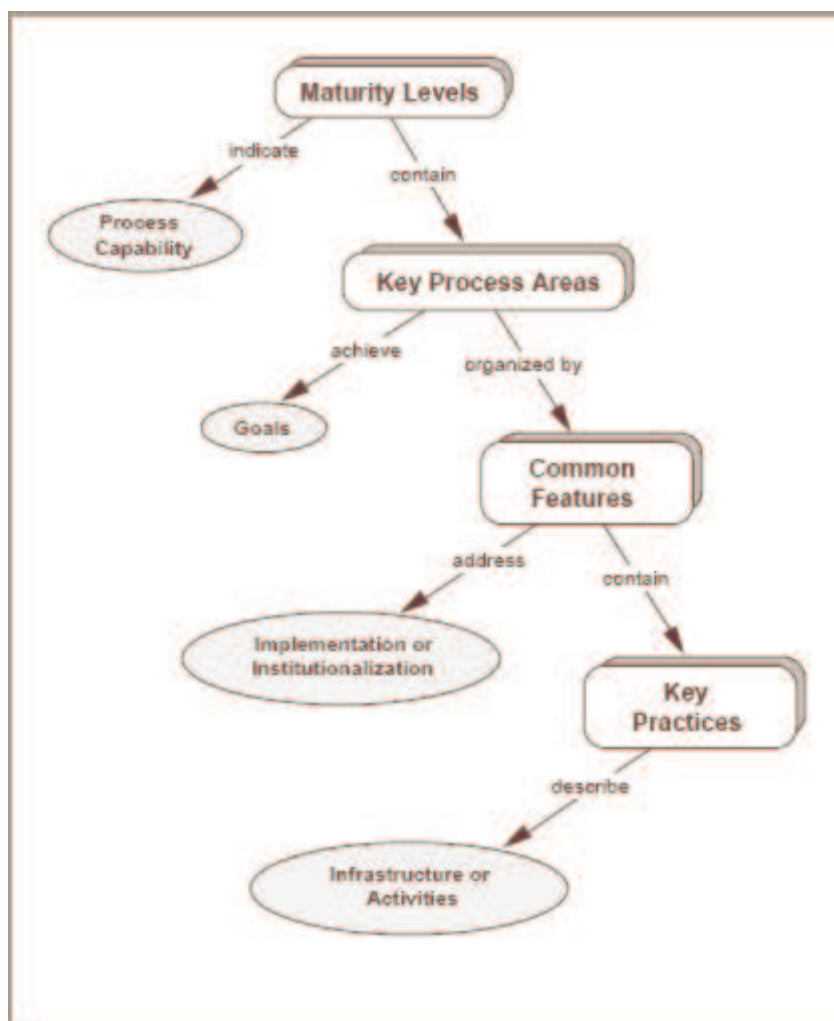 Maturity Levels
indicate
contain
Process
Capability
Key Process Areas
achieve
organized by
Goals
Common
Features
address
contain
Implementation or
Institutionalization
Key
Practices
describe
Infrastructure or
Activities